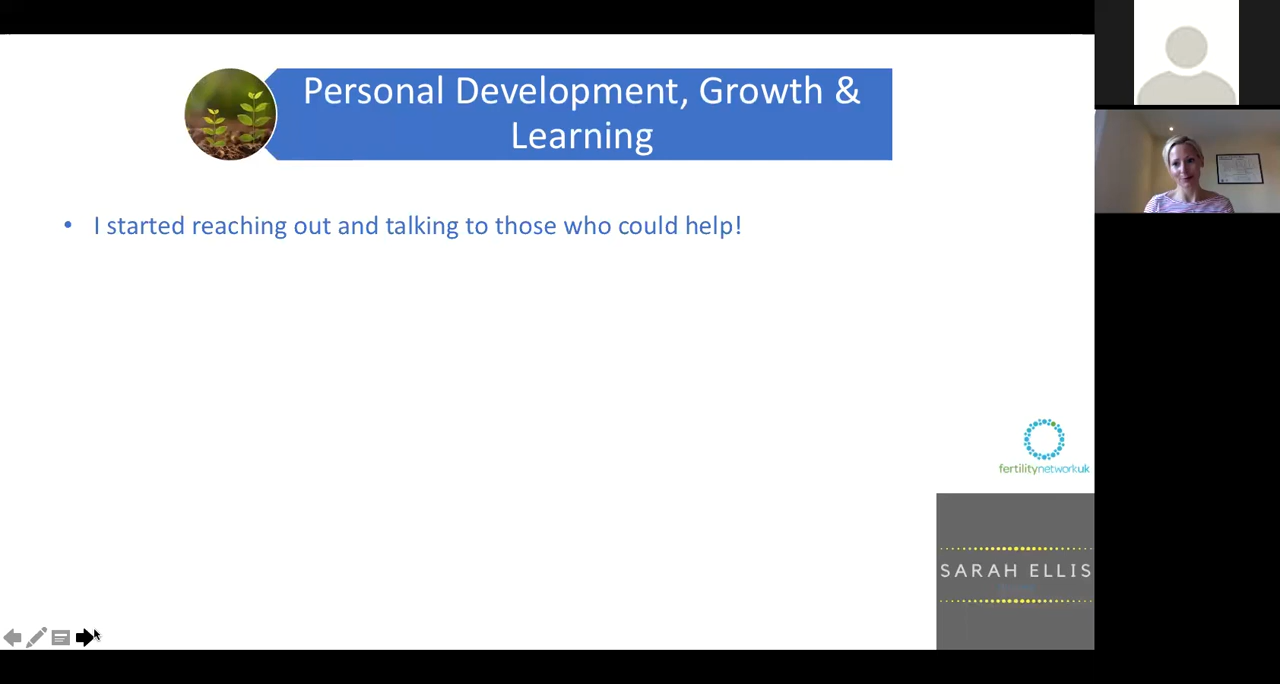 Personal Development, Growth &
Learning
• I started reaching out and talking to those who could help!
fertilitynetworkuk
SARAH ELLIS